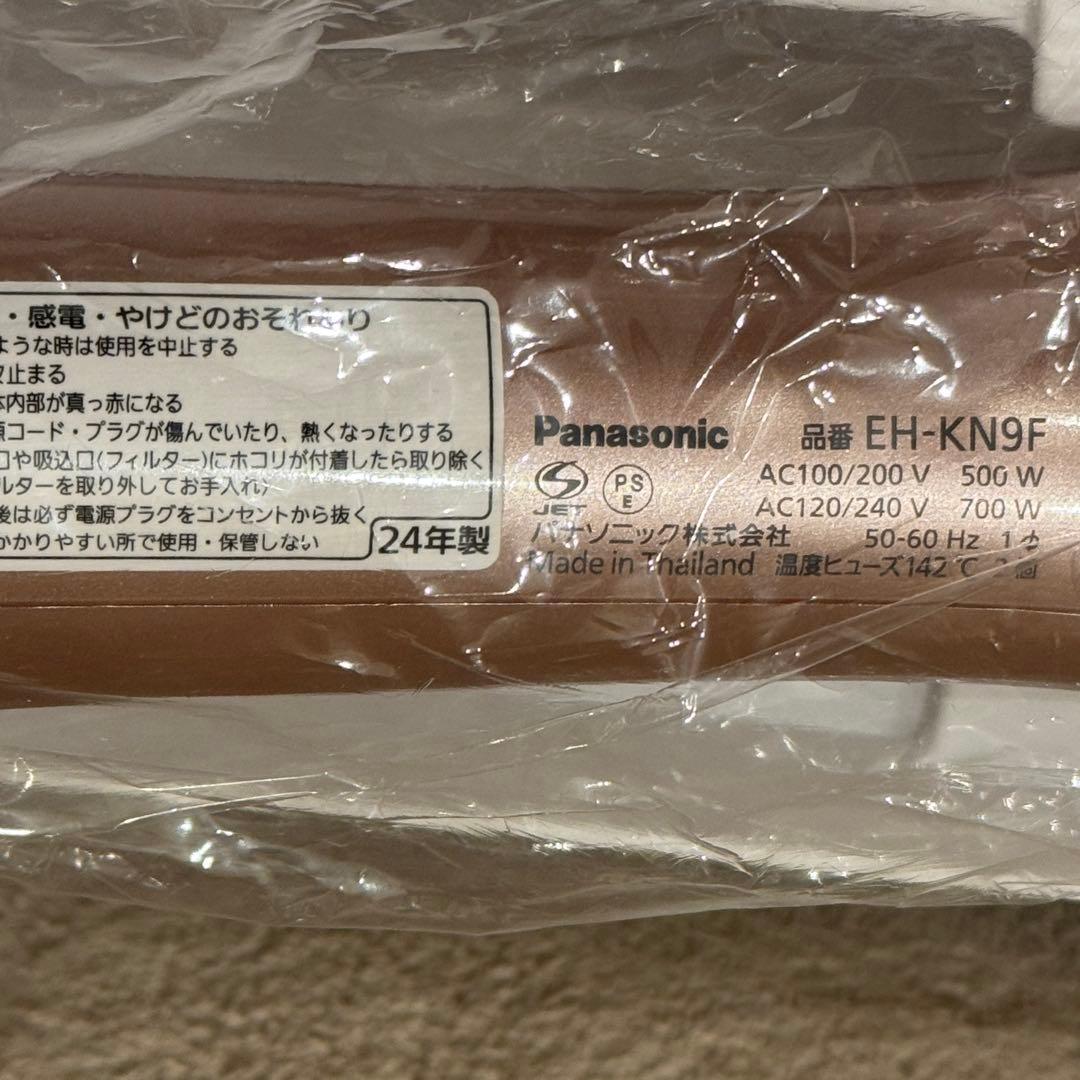 ・感電・やけどのおそれあり
ような時は使用を中止する
止まる
内部が真っ赤になる
コード・プラグが傷んでいたり、熱くなったりする
口や吸込口(フィルター)にホコリが付着したら取り除く
ルターを取り外してお手入れ)
後は必ず電源プラグをコンセントから抜く
かかりやすい所で使用・保管しない
24年製
Panasonic 品番 EH-KN9F
AC100/200 V 500 W
JET PS E
AC120/240 V 700 W
パナソニック株式会社 50-60 Hz 1ϕ
Made in Thailand 温度ヒューズ142℃ 2個